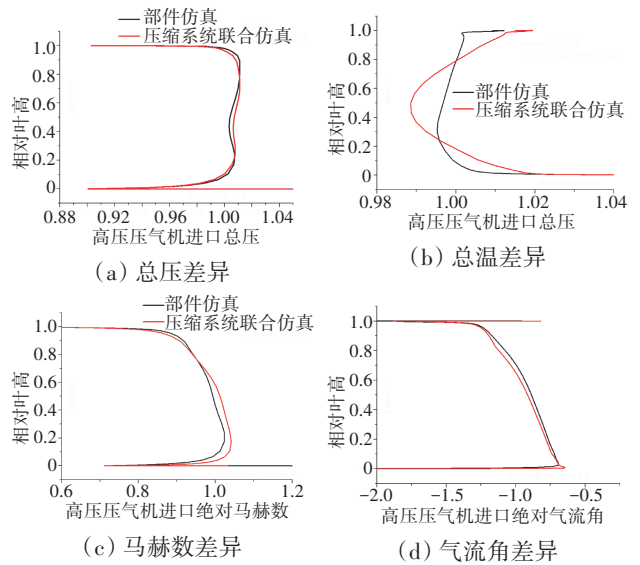 部件仿真
压缩系统联合仿真
1.0
0.8
0.6
0.4
0.2
0
相对叶高
0.88 0.92 0.96 1.00 1.04
高压压气机进口总压
(a) 总压差异
部件仿真
压缩系统联合仿真
1.0
0.8
0.6
0.4
0.2
0
相对叶高
0.98 1.00 1.02 1.04
高压压气机进口总压
(b) 总温差异
部件仿真
压缩系统联合仿真
1.0
0.8
0.6
0.4
0.2
0
相对叶高
0.6 0.8 1.0 1.2
高压压气机进口绝对马赫数
(c) 马赫数差异
1.0
0.8
0.6
0.4
0.2
0
相对叶高
-2.0 -1.5 -1.0 -0.5
高压压气机进口绝对气流角
(d) 气流角差异